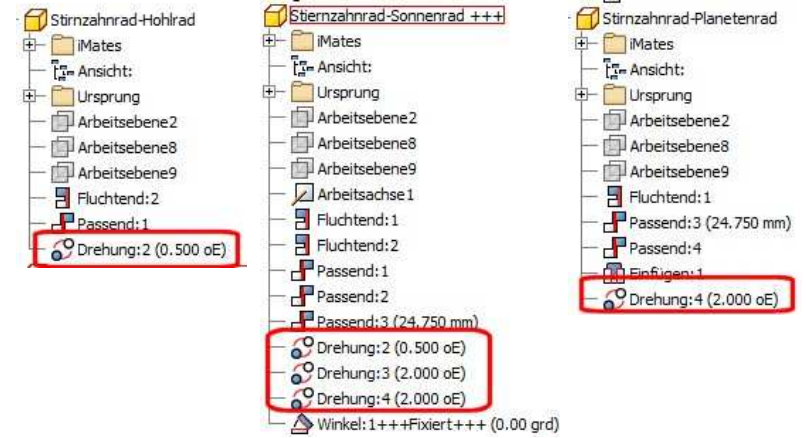 Stirnzahnrad-Hohlrad
iMates
Ansicht:
Ursprung
Arbeitsebene2
Arbeitsebene8
Arbeitsebene9
Fluchtend:2
Passend:1
Drehung:2 (0.500 oE)
Stiernzahnrad-Sonnenrad +++
iMates
Ansicht:
Ursprung
Arbeitsebene2
Arbeitsebene8
Arbeitsebene9
Arbeitsachse1
Fluchtend:1
Fluchtend:2
Passend:1
Passend:2
Passend:3 (24.750 mm)
Drehung:2 (0.500 oE)
Drehung:3 (2.000 oE)
Drehung:4 (2.000 oE)
Winkel:1+++Fixiert+++ (0.00 grd)
Stirnzahnrad-Planetenrad
iMates
Ansicht:
Ursprung
Arbeitsebene2
Arbeitsebene8
Arbeitsebene9
Fluchtend:1
Passend:3 (24.750 mm)
Passend:4
Einfügen:1
Drehung:4 (2.000 oE)